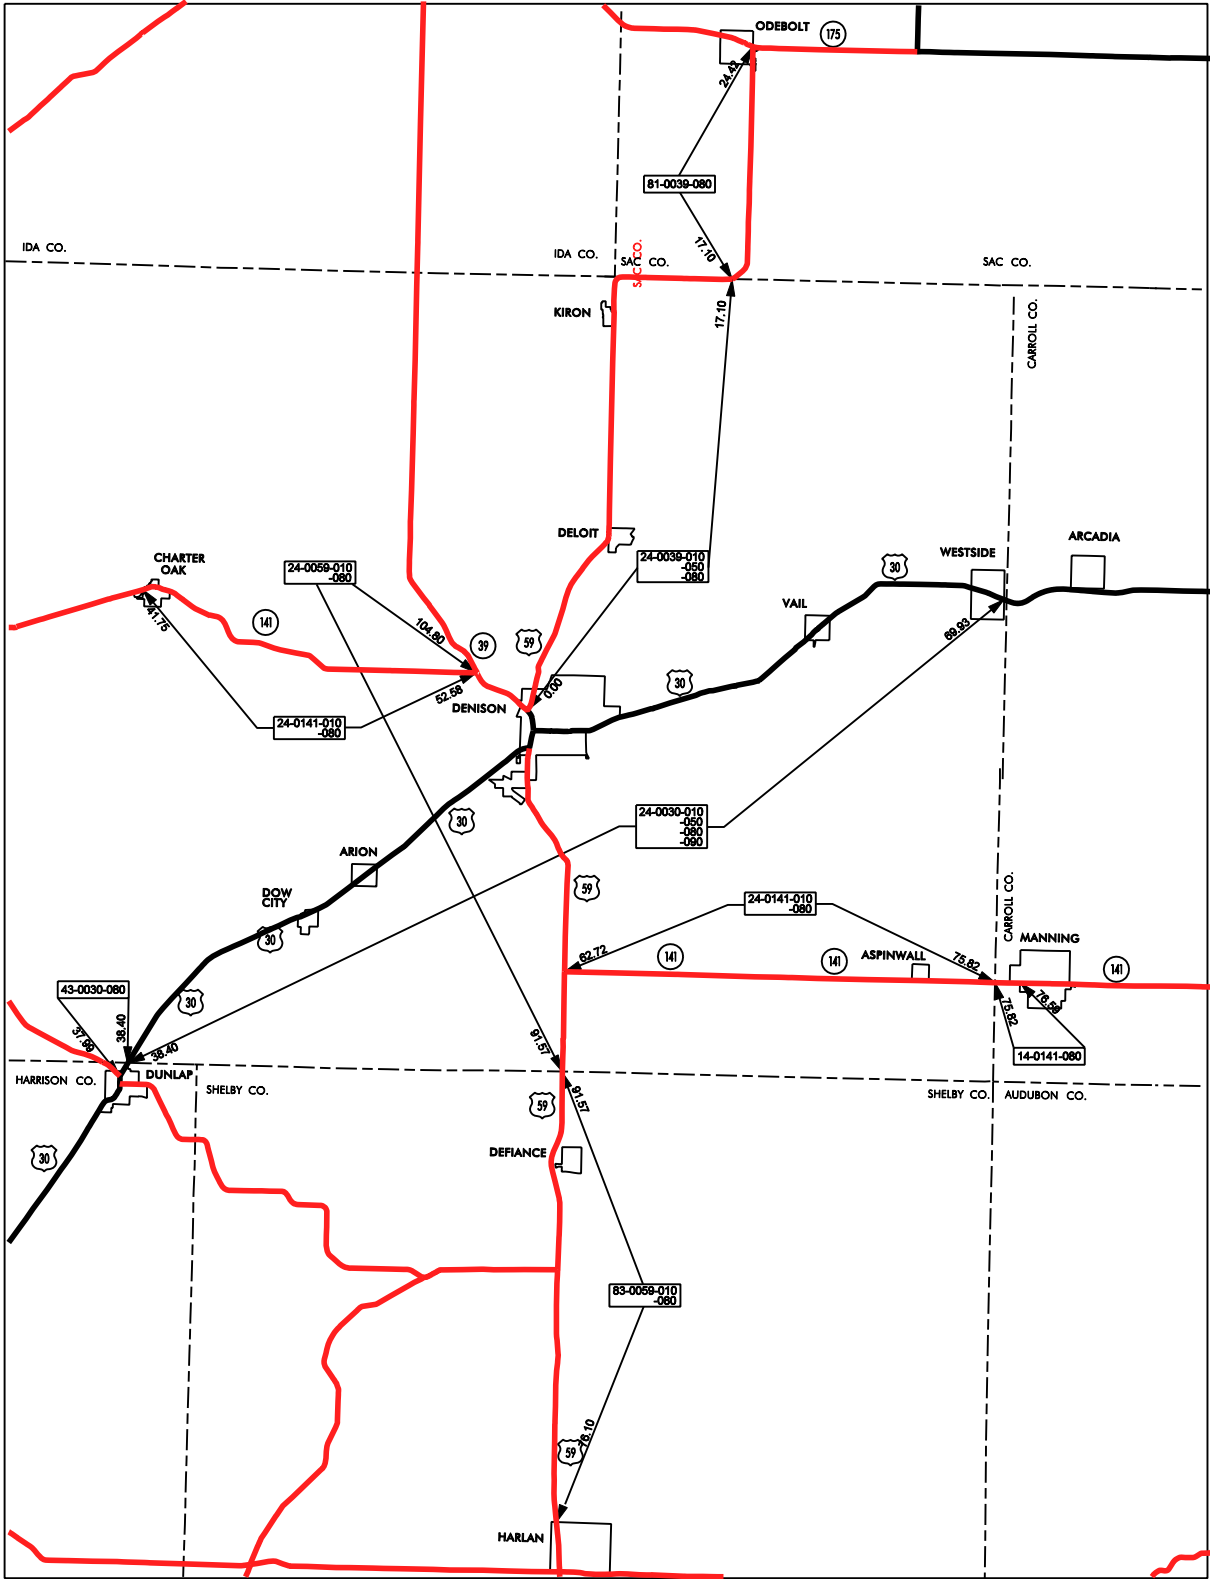 ODEBOLT
175
24.42
81-0039-080
17.10
IDA CO.
IDA CO.
SAC CO.
SAC CO.
SAC CO.
KIRON
17.10
CARROLL CO.
DELOIT
24-0039-010
-050
-080
WESTSIDE
ARCADIA
30
CHARTER
OAK
24-0059-010
-080
41.75
141
104.80
39
59
VAIL
69.93
0.00
52.58
30
DENISON
24-0141-010
-080
24-0030-010
-050
-080
-090
30
ARION
DOW
CITY
59
24-0141-010
-080
CARROLL CO.
30
62.72
141
141
ASPINWALL
75.82
MANNING
141
43-0030-080
30
37.99
38.40
38.40
91.57
75.82
76.59
14-0141-080
HARRISON CO.
DUNLAP
SHELBY CO.
59
91.57
SHELBY CO.
AUDUBON CO.
30
DEFIANCE
83-0059-010
-080
76.10
59
HARLAN